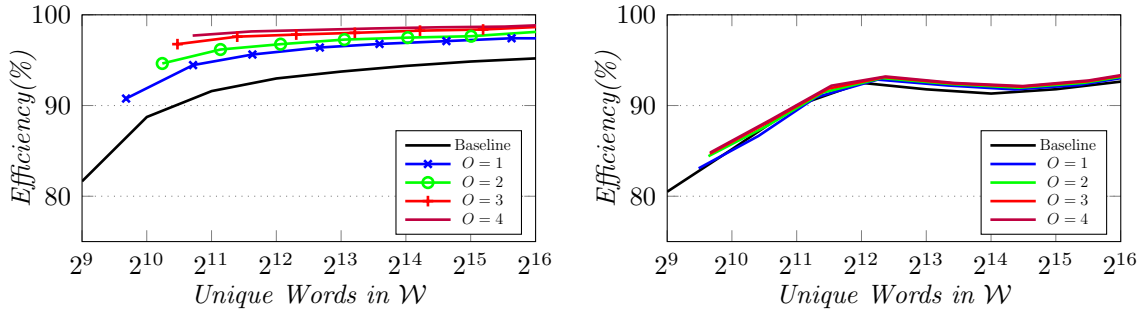 100
90
80
Efficiency(%)
2^9 2^10 2^11 2^12 2^13 2^14 2^15 2^16
Unique Words in 𝒲
Baseline
O = 1
O = 2
O = 3
O = 4
100
90
80
Efficiency(%)
2^9 2^10 2^11 2^12 2^13 2^14 2^15 2^16
Unique Words in 𝒲
Baseline
O = 1
O = 2
O = 3
O = 4